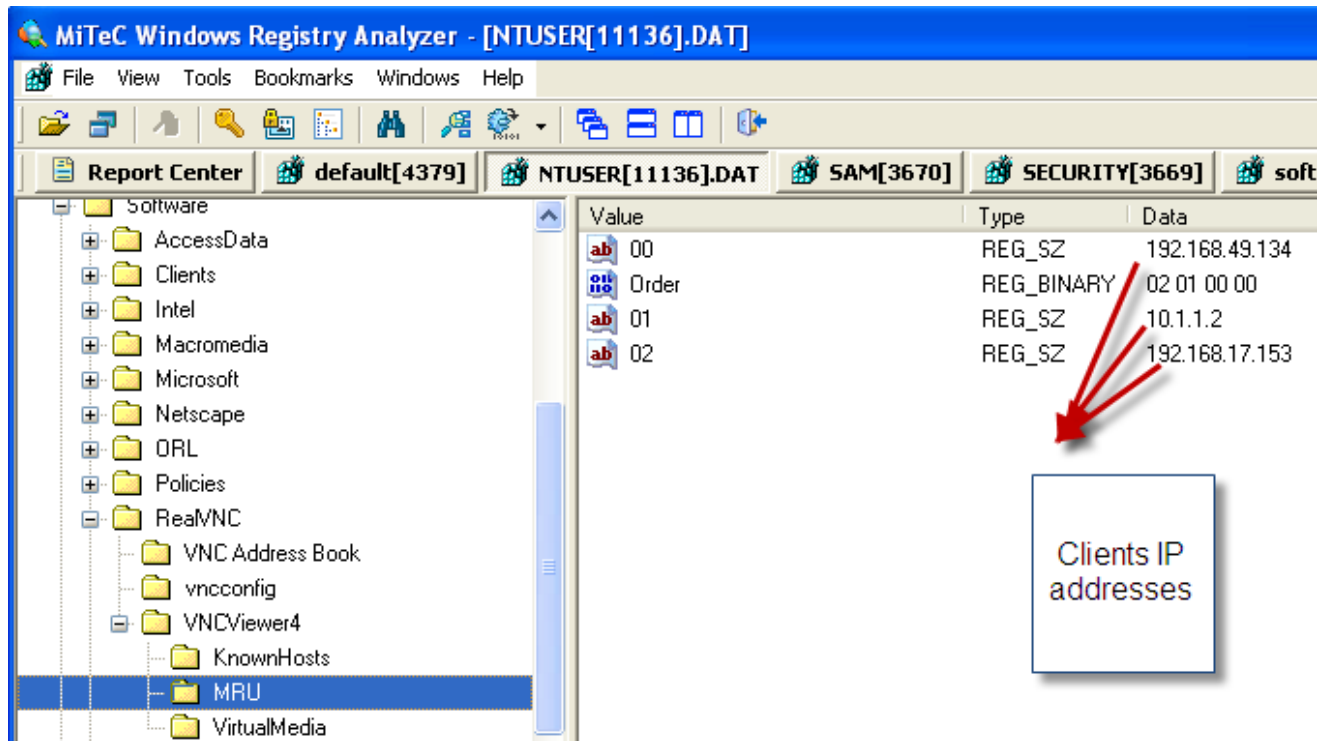 MiTeC Windows Registry Analyzer - [NTUSER[11136].DAT]
File View Tools Bookmarks Windows Help
Report Center default[4379] NTUSER[11136].DAT SAM[3670] SECURITY[3669] soft
Software
AccessData
Clients
Intel
Macromedia
Microsoft
Netscape
ORL
Policies
RealVNC
VNC Address Book
vncconfig
VNCViewer4
KnownHosts
MRU
VirtualMedia
Value Type Data
00 REG_SZ 192.168.49.134
Order REG_BINARY 02 01 00 00
01 REG_SZ 10.1.1.2
02 REG_SZ 192.168.17.153
Clients IP
addresses